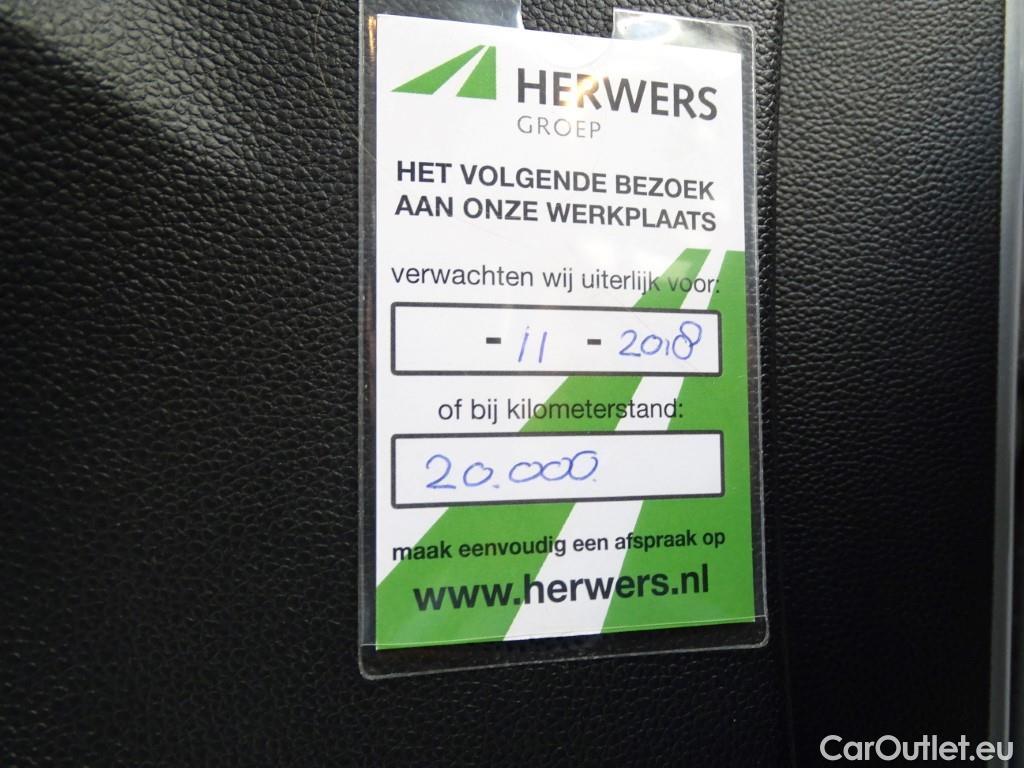 HERWERS
GROEP
HET VOLGENDE BEZOEK
AAN ONZE WERKPLAATS
verwachten wij uiterlijk voor:
- 11 - 2018
of bij kilometerstand:
20.000
maak eenvoudig een afspraak op
www.herwers.nl
CarOutlet.eu